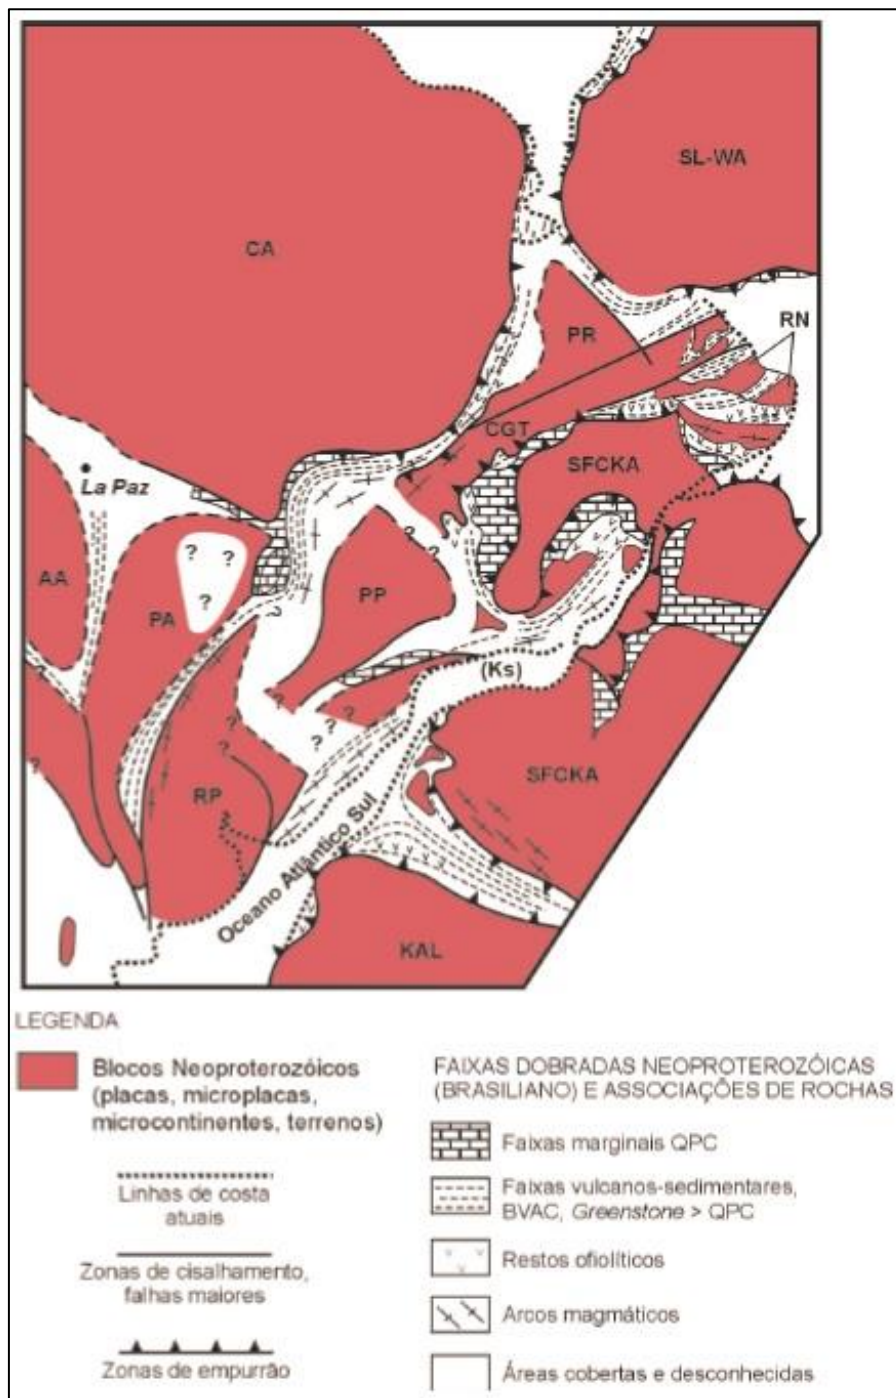 SL-WA
CA
RN
PR
CGT
SFCKA
La Paz
?
?
?
?
?
AA
PA
PP
?
(Ks)
?
?
?
?
?
SFCKA
RP
Oceano Atlântico Sul
KAL
LEGENDA
Blocos Neoproterozóicos
(placas, microplacas,
microcontinentes, terrenos)
Linhas de costa
atuais
Zonas de cisalhamento,
falhas maiores
Zonas de empurrão
FAIXAS DOBRADAS NEOPROTEROZÓICAS
(BRASILIANO) E ASSOCIAÇÕES DE ROCHAS
Faixas marginais QPC
Faixas vulcanos-sedimentares,
BVAC, Greenstone > QPC
Restos ofiolíticos
Arcos magmáticos
Áreas cobertas e desconhecidas